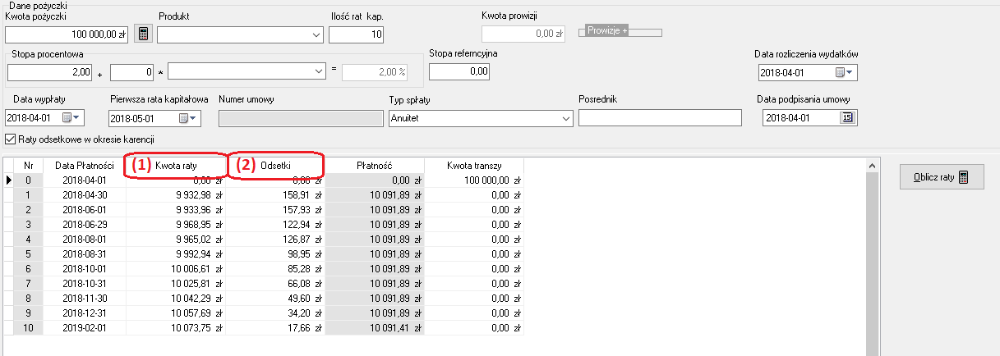 Dane pożyczki
Kwota pożyczki Produkt Ilość rat kap. Kwota prowizji
100 000,00 zł 10 0,00 zł Prowizje +
Stopa procentowa Stopa referncyjna Data rozliczenia wydatków
2,00 + 0 * = 2,00 % 0,00 2018-04-01
Data wypłaty Pierwsza rata kapitałowa Numer umowy Typ spłaty Posrednik Data podpisania umowy
2018-04-01 2018-05-01 Anuitet 2018-04-01 15
Raty odsetkowe w okresie karencji
Nr Data Płatności (1) Kwota raty (2) Odsetki Płatność Kwota transzy
0 2018-04-01 0,00 zł 0,00 zł 0,00 zł 100 000,00 zł
Oblicz raty
1 2018-04-30 9 932,98 zł 158,91 zł 10 091,89 zł 0,00 zł
2 2018-06-01 9 933,96 zł 157,93 zł 10 091,89 zł 0,00 zł
3 2018-06-29 9 968,95 zł 122,94 zł 10 091,89 zł 0,00 zł
4 2018-08-01 9 965,02 zł 126,87 zł 10 091,89 zł 0,00 zł
5 2018-08-31 9 992,94 zł 98,95 zł 10 091,89 zł 0,00 zł
6 2018-10-01 10 006,61 zł 85,28 zł 10 091,89 zł 0,00 zł
7 2018-10-31 10 025,81 zł 66,08 zł 10 091,89 zł 0,00 zł
8 2018-11-30 10 042,29 zł 49,60 zł 10 091,89 zł 0,00 zł
9 2018-12-31 10 057,69 zł 34,20 zł 10 091,89 zł 0,00 zł
10 2019-02-01 10 073,75 zł 17,66 zł 10 091,41 zł 0,00 zł